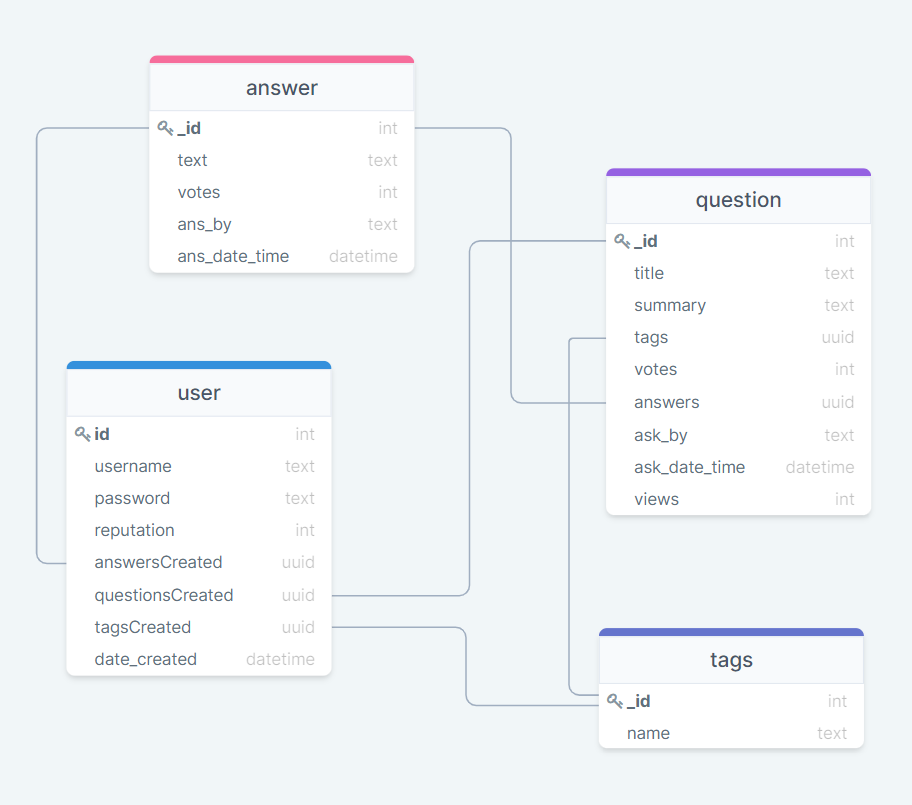 answer
_id int
text text
votes int
ans_by text
ans_date_time datetime
question
_id int
title text
summary text
tags uuid
votes int
answers uuid
ask_by text
ask_date_time datetime
views int
user
id int
username text
password text
reputation int
answersCreated uuid
questionsCreated uuid
tagsCreated uuid
date_created datetime
tags
_id int
name text